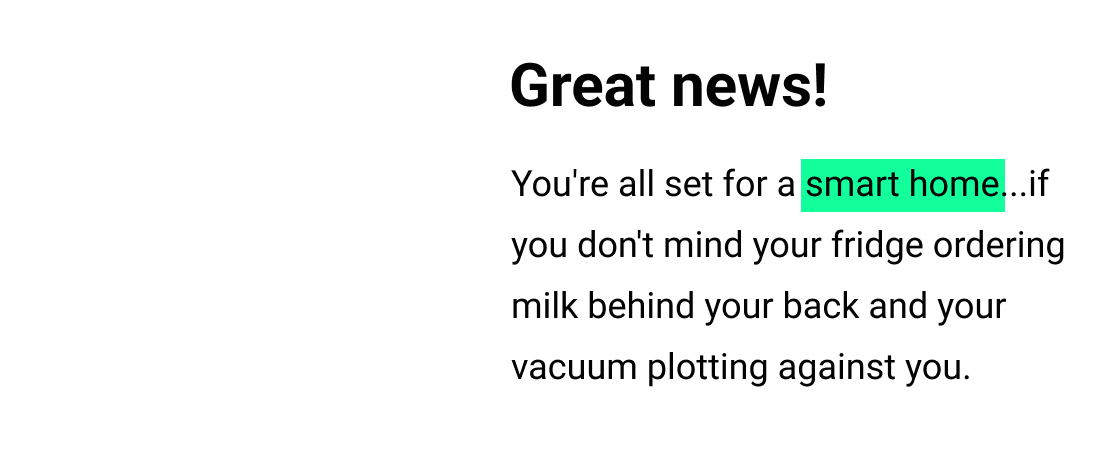 Great news!
You're all set for a smart home...if
you don't mind your fridge ordering
milk behind your back and your
vacuum plotting against you.